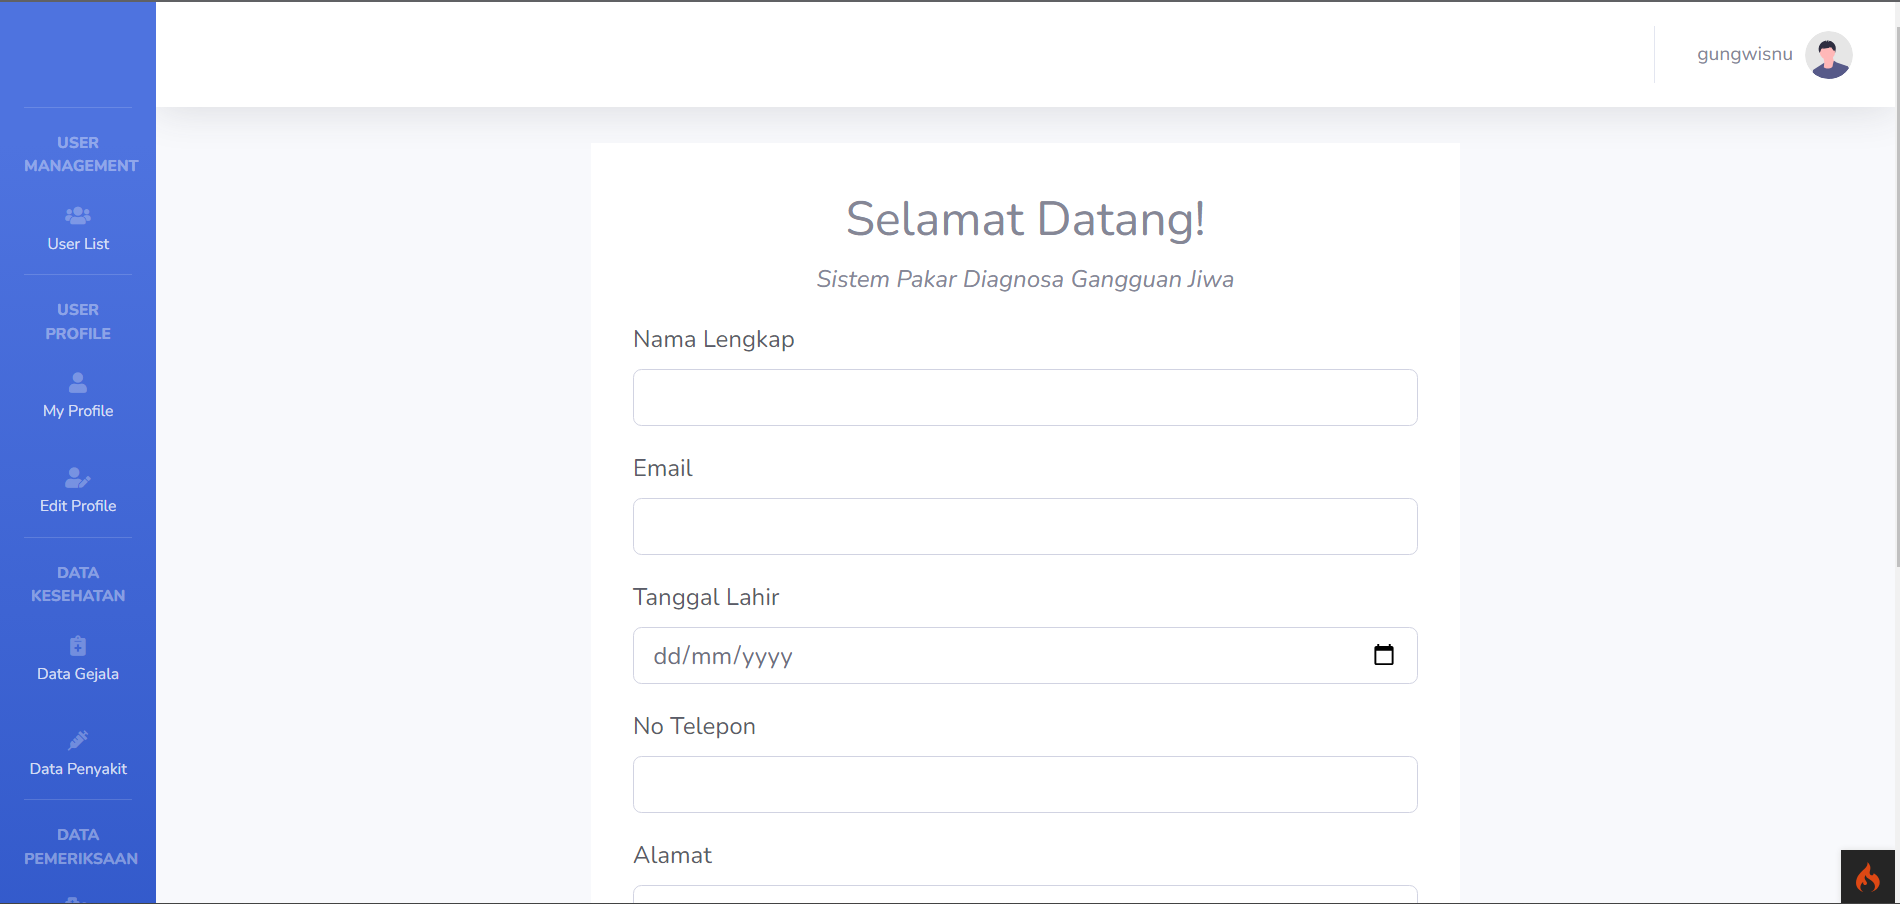 gungwisnu
USER
MANAGEMENT
User List
USER
PROFILE
My Profile
Edit Profile
DATA
KESEHATAN
Data Gejala
Data Penyakit
DATA
PEMERIKSAAN
Selamat Datang!
Sistem Pakar Diagnosa Gangguan Jiwa
Nama Lengkap
Email
Tanggal Lahir
dd/mm/yyyy
No Telepon
Alamat